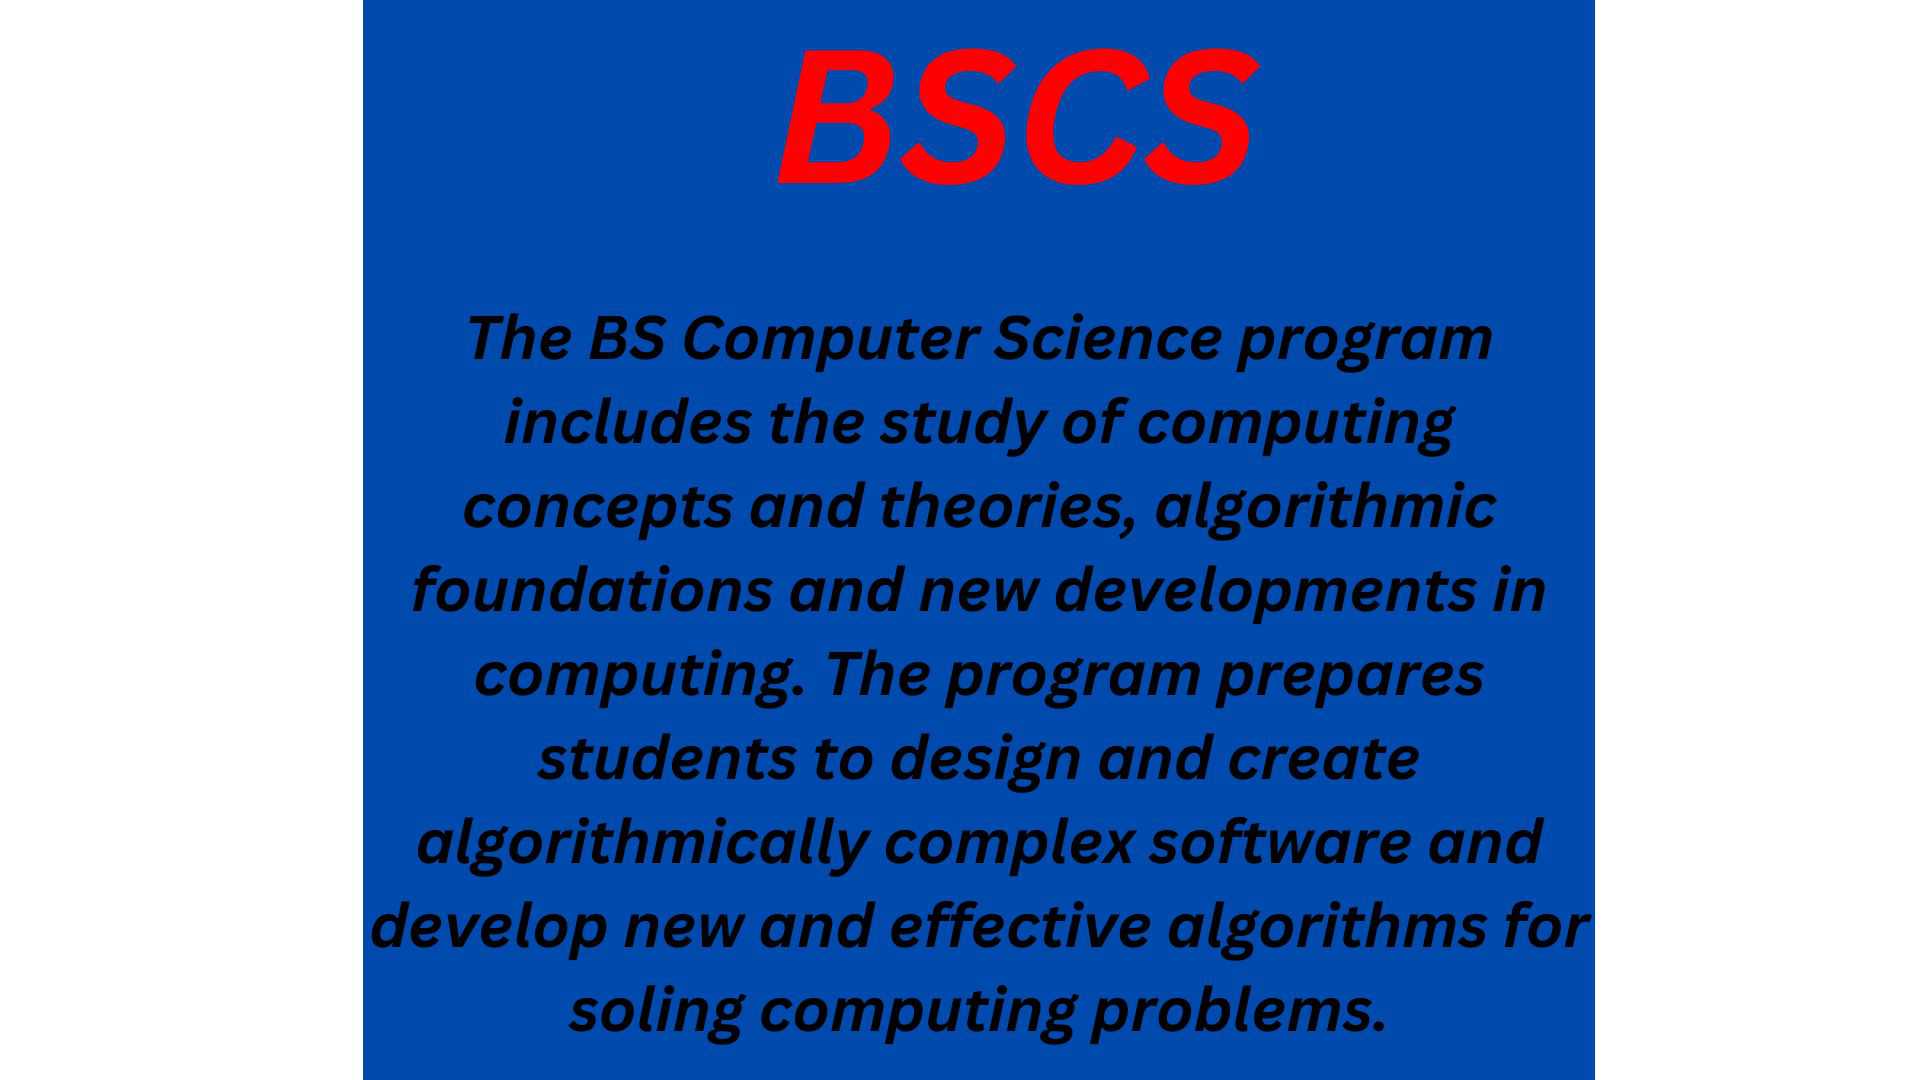 BSCS
The BS Computer Science program
includes the study of computing
concepts and theories, algorithmic
foundations and new developments in
computing. The program prepares
students to design and create
algorithmically complex software and
develop new and effective algorithms for
soling computing problems.